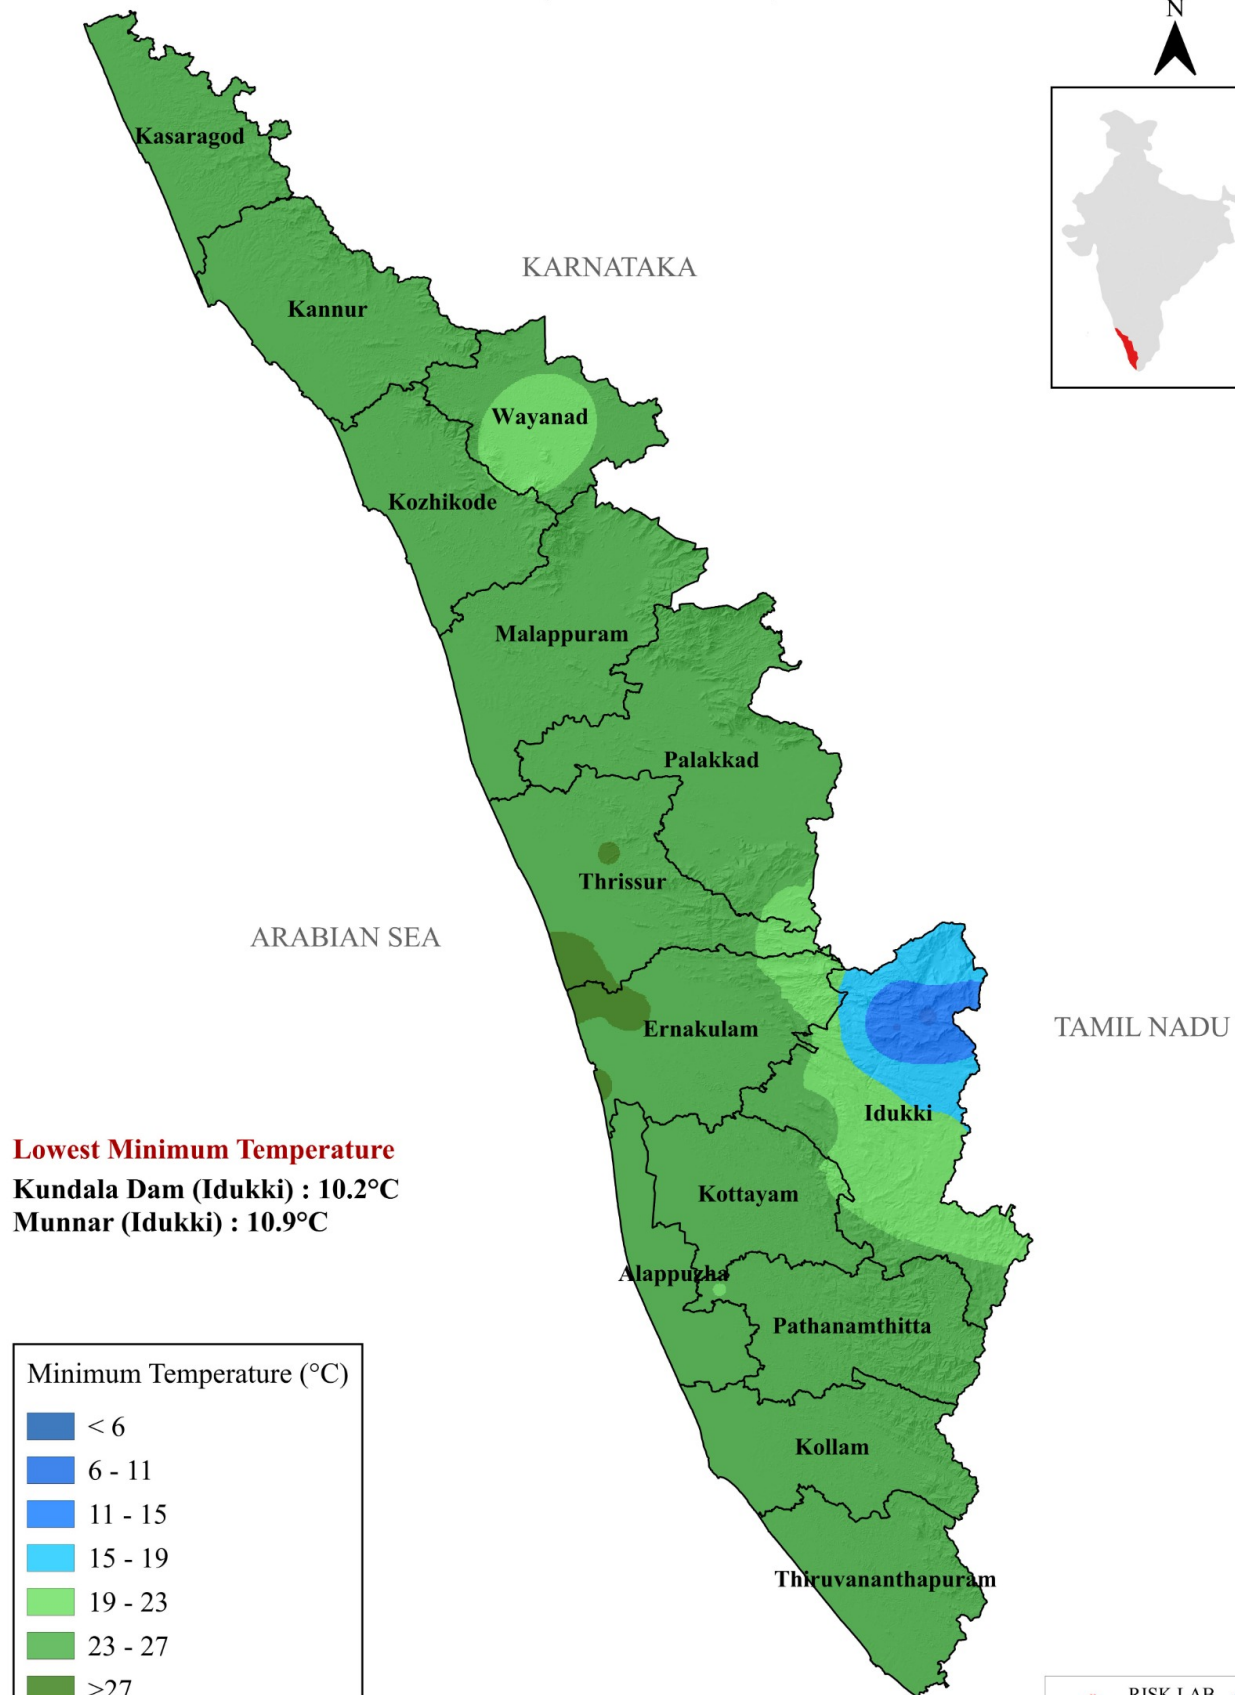 N
Kasaragod
KARNATAKA
Kannur
Wayanad
Kozhikode
Malappuram
Palakkad
Thrissur
ARABIAN SEA
Ernakulam
TAMIL NADU
Idukki
Lowest Minimum Temperature
Kundala Dam (Idukki) : 10.2°C
Munnar (Idukki) : 10.9°C
Kottayam
Alappuzha
Pathanamthitta
Minimum Temperature (°C)
< 6
6 - 11
11 - 15
15 - 19
19 - 23
23 - 27
>27
Kollam
Thiruvananthapuram
RISK LAB